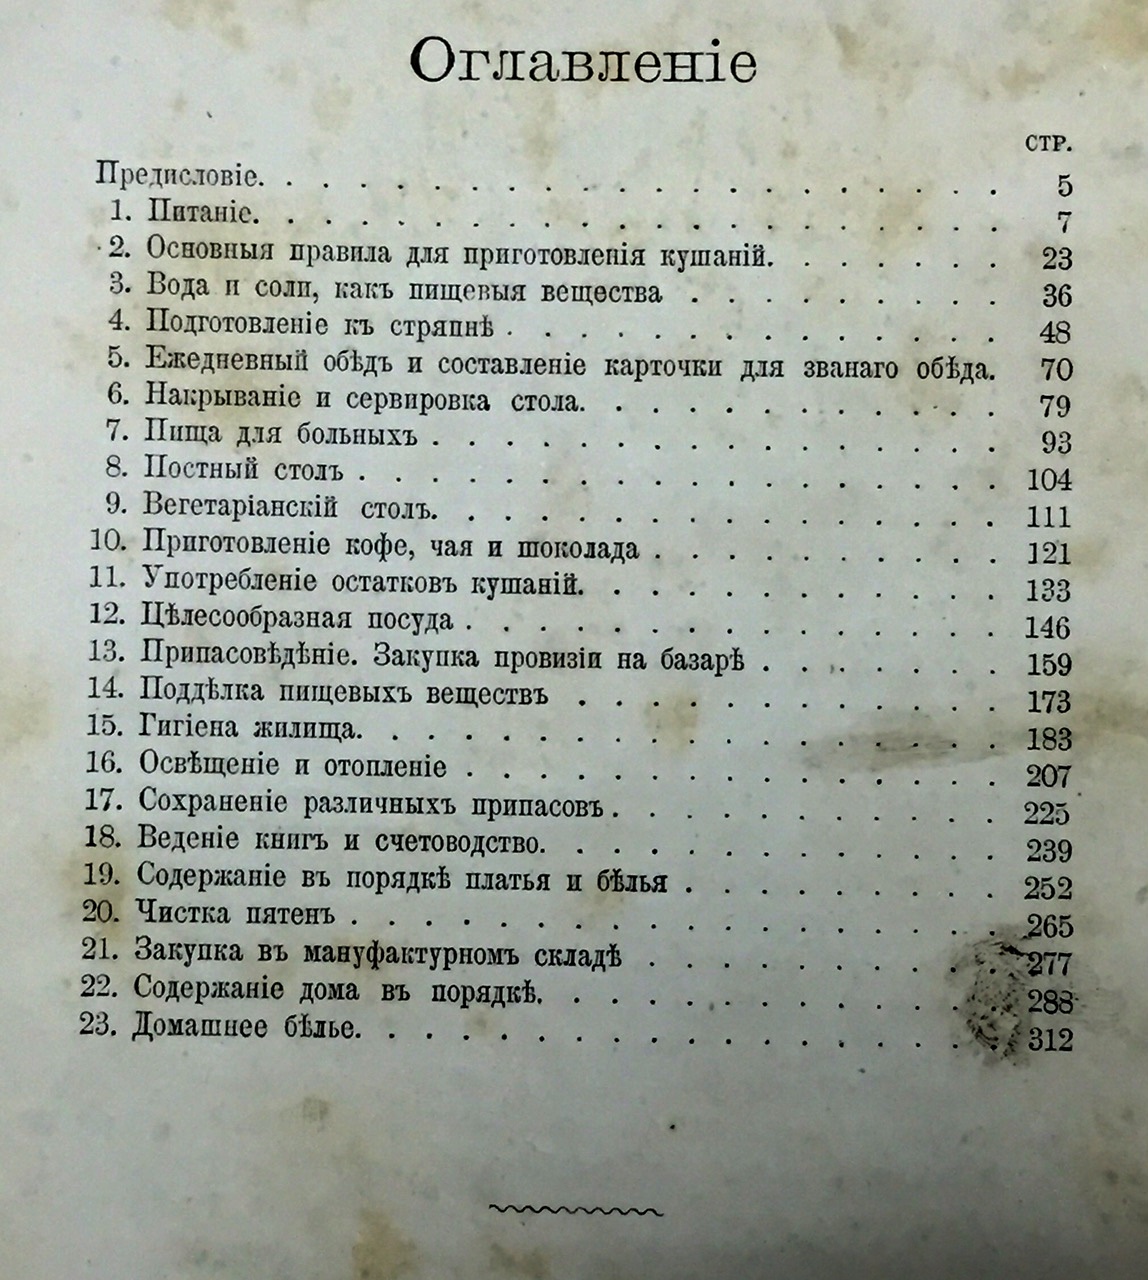 Оглавленіе
СТР.
Предисловіе. . . . . . . . . . . . . . . . . . . . . 5
1. Питаніе. . . . . . . . . . . . . . . . . . . . . 7
2. Основныя правила для приготовленія кушаній. . . . . . . 23
3. Вода и соли, какъ пищевыя вещества . . . . . . . . . 36
4. Подготовленіе къ стряпнѣ . . . . . . . . . . . . . . 48
5. Ежедневный обѣдъ и составленіе карточки для званаго обѣда. 70
6. Накрываніе и сервировка стола. . . . . . . . . . . . 79
7. Пища для больныхъ . . . . . . . . . . . . . . . . 93
8. Постный столъ . . . . . . . . . . . . . . . . . . 104
9. Вегетаріанскій столъ. . . . . . . . . . . . . . . . 111
10. Приготовленіе кофе, чая и шоколада . . . . . . . . . . 121
11. Употребленіе остатковъ кушаній. . . . . . . . . . . . 133
12. Цѣлесообразная посуда . . . . . . . . . . . . . . . 146
13. Припасовѣдѣніе. Закупка провизіи на базарѣ . . . . . . . 159
14. Поддѣлка пищевыхъ веществъ . . . . . . . . . . . . 173
15. Гигіена жилища. . . . . . . . . . . . . . . . . . 183
16. Освѣщеніе и отопленіе . . . . . . . . . . . . . . . 207
17. Сохраненіе различныхъ припасовъ . . . . . . . . . . . 225
18. Веденіе книгъ и счетоводство. . . . . . . . . . . . . 239
19. Содержаніе въ порядкѣ платья и бѣлья . . . . . . . . . 252
20. Чистка пятенъ . . . . . . . . . . . . . . . . . . 265
21. Закупка въ мануфактурномъ складѣ . . . . . . . . . . 277
22. Содержаніе дома въ порядкѣ. . . . . . . . . . . . . 288
23. Домашнее бѣлье. . . . . . . . . . . . . . . . . . 312